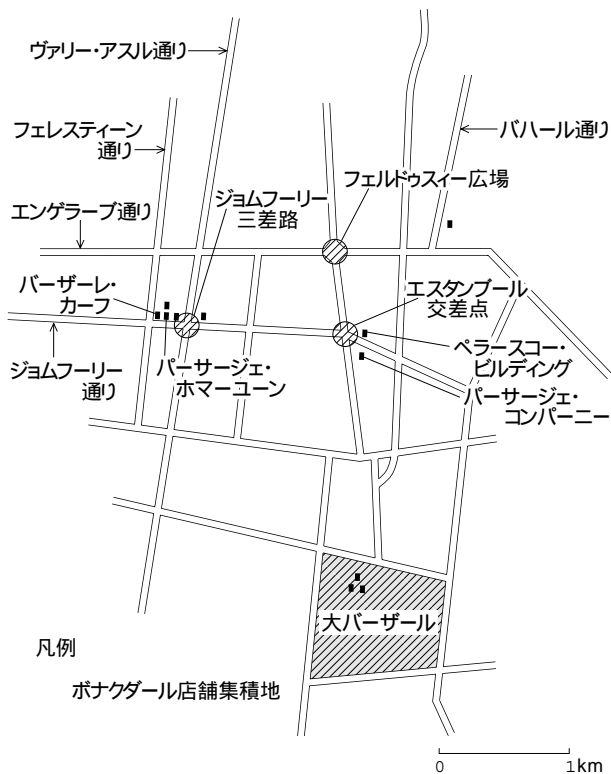 ヴァリー・アスル通り
フェレスティーン
通り
バハール通り
フェルドゥスィー広場
ジョムフーリー
三差路
エンゲラーブ通り
バーザーレ・
カーフ
エスタンブール
交差点
ペラースコー・
ビルディング
ジョムフーリー
通り
パーサージェ・
ホマーユーン
パーサージェ・
コンパーニー
大バーザール
凡例
ボナクダール店舗集積地
0 1km